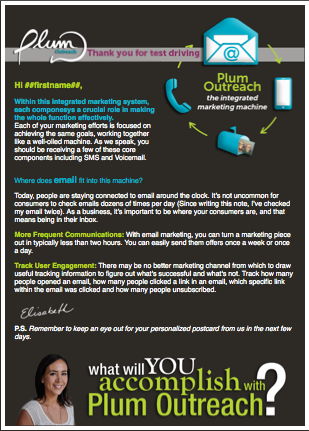 Plum
Outreach
Thank you for test driving
Plum
Outreach
the integrated
marketing machine
Hi ##firstname##,
Within this integrated marketing system,
each componseys a crucial role in making
the whole function effectively.
Each of your marketing efforts is focused on
achieving the same goals, working together
like a well-oiled machine. As we speak, you
should be receiving a few of these core
components including SMS and Voicemail.
Where does email fit into this machine?
Today, people are staying connected to email around the clock. It's not uncommon for
consumers to check emails dozens of times per day (Since writing this note, I've checked
my email twice). As a business, it's important to be where your consumers are, and that
means being in their inbox.
More Frequent Communications: With email marketing, you can turn a marketing piece
out in typically less than two hours. You can easily send them offers once a week or once
a day.
Track User Engagement: There may be no better marketing channel from which to draw
useful tracking information to figure out what's successful and what's not. Track how many
people opened an email, how many people clicked a link in an email, which specific link
within the email was clicked and how many people unsubscribed.
Elisabeth
P.S. Remember to keep an eye out for your personalized postcard from us in the next few
days.
what will YOU
accomplish with
Plum Outreach?